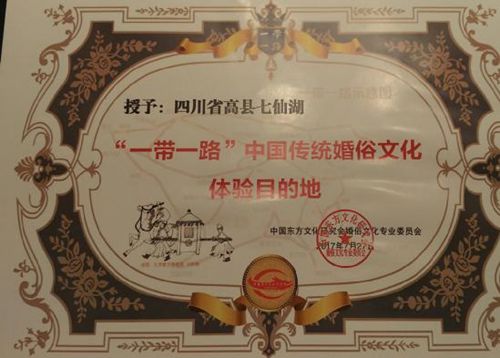 授予：四川省高县七仙湖
“一带一路”中国传统婚俗文化
体验目的地
中国东方文化研究会婚俗文化专业委员会